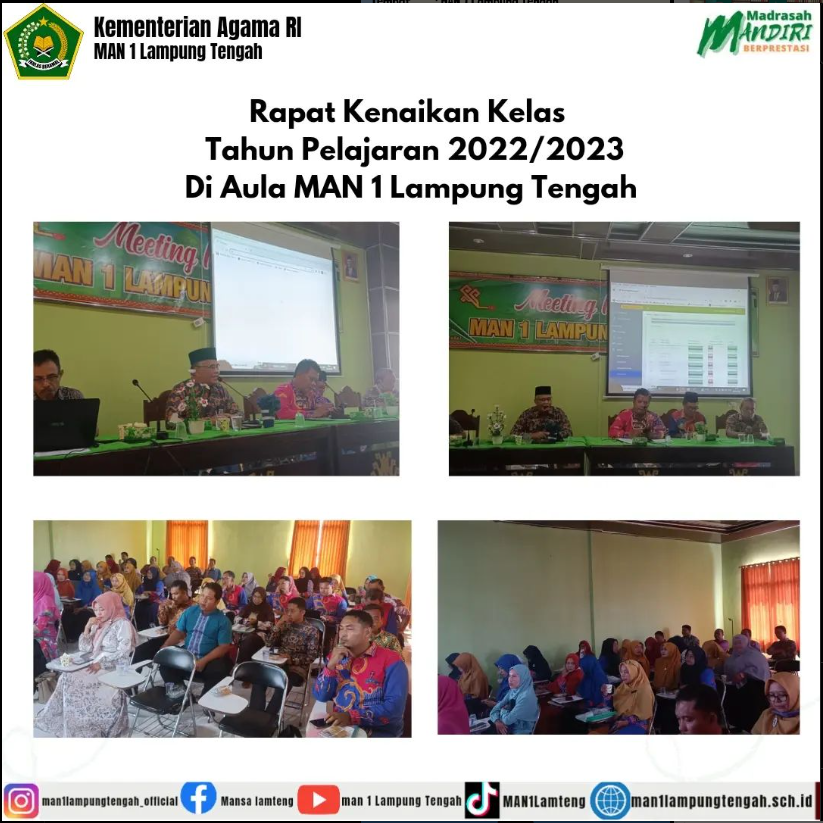 Kementerian Agama RI
MAN 1 Lampung Tengah
Madrasah
MANDIRI
BERPRESTASI
Rapat Kenaikan Kelas
Tahun Pelajaran 2022/2023
Di Aula MAN 1 Lampung Tengah
Meeting
MAN 1 LAMPUN
Meeting
MAN 1 LAMPUN
man1lampungtengah_official
Mansa lamteng
man 1 Lampung Tengah
MAN1Lamteng
man1lampungtengah.sch.id